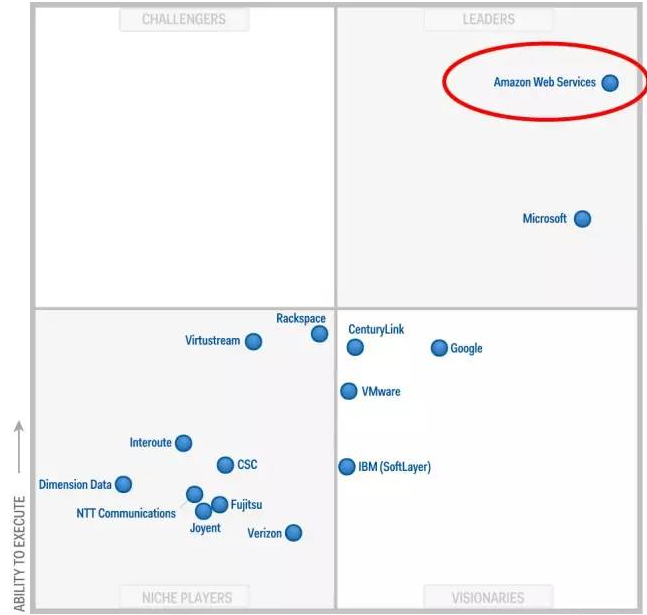 CHALLENGERS
LEADERS
Amazon Web Services
Microsoft
Rackspace
Virtustream
CenturyLink
Google
VMware
Interoute
CSC
IBM (SoftLayer)
Dimension Data
NTT Communications
Fujitsu
Joyent
Verizon
ABILITY TO EXECUTE
NICHE PLAYERS
VISIONARIES